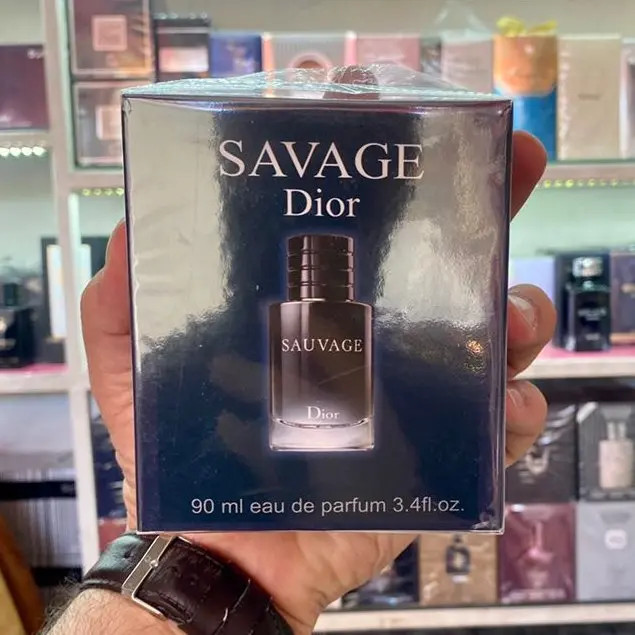 SAVAGE
Dior
SAUVAGE
Dior
90 ml eau de parfum 3.4fl.oz.